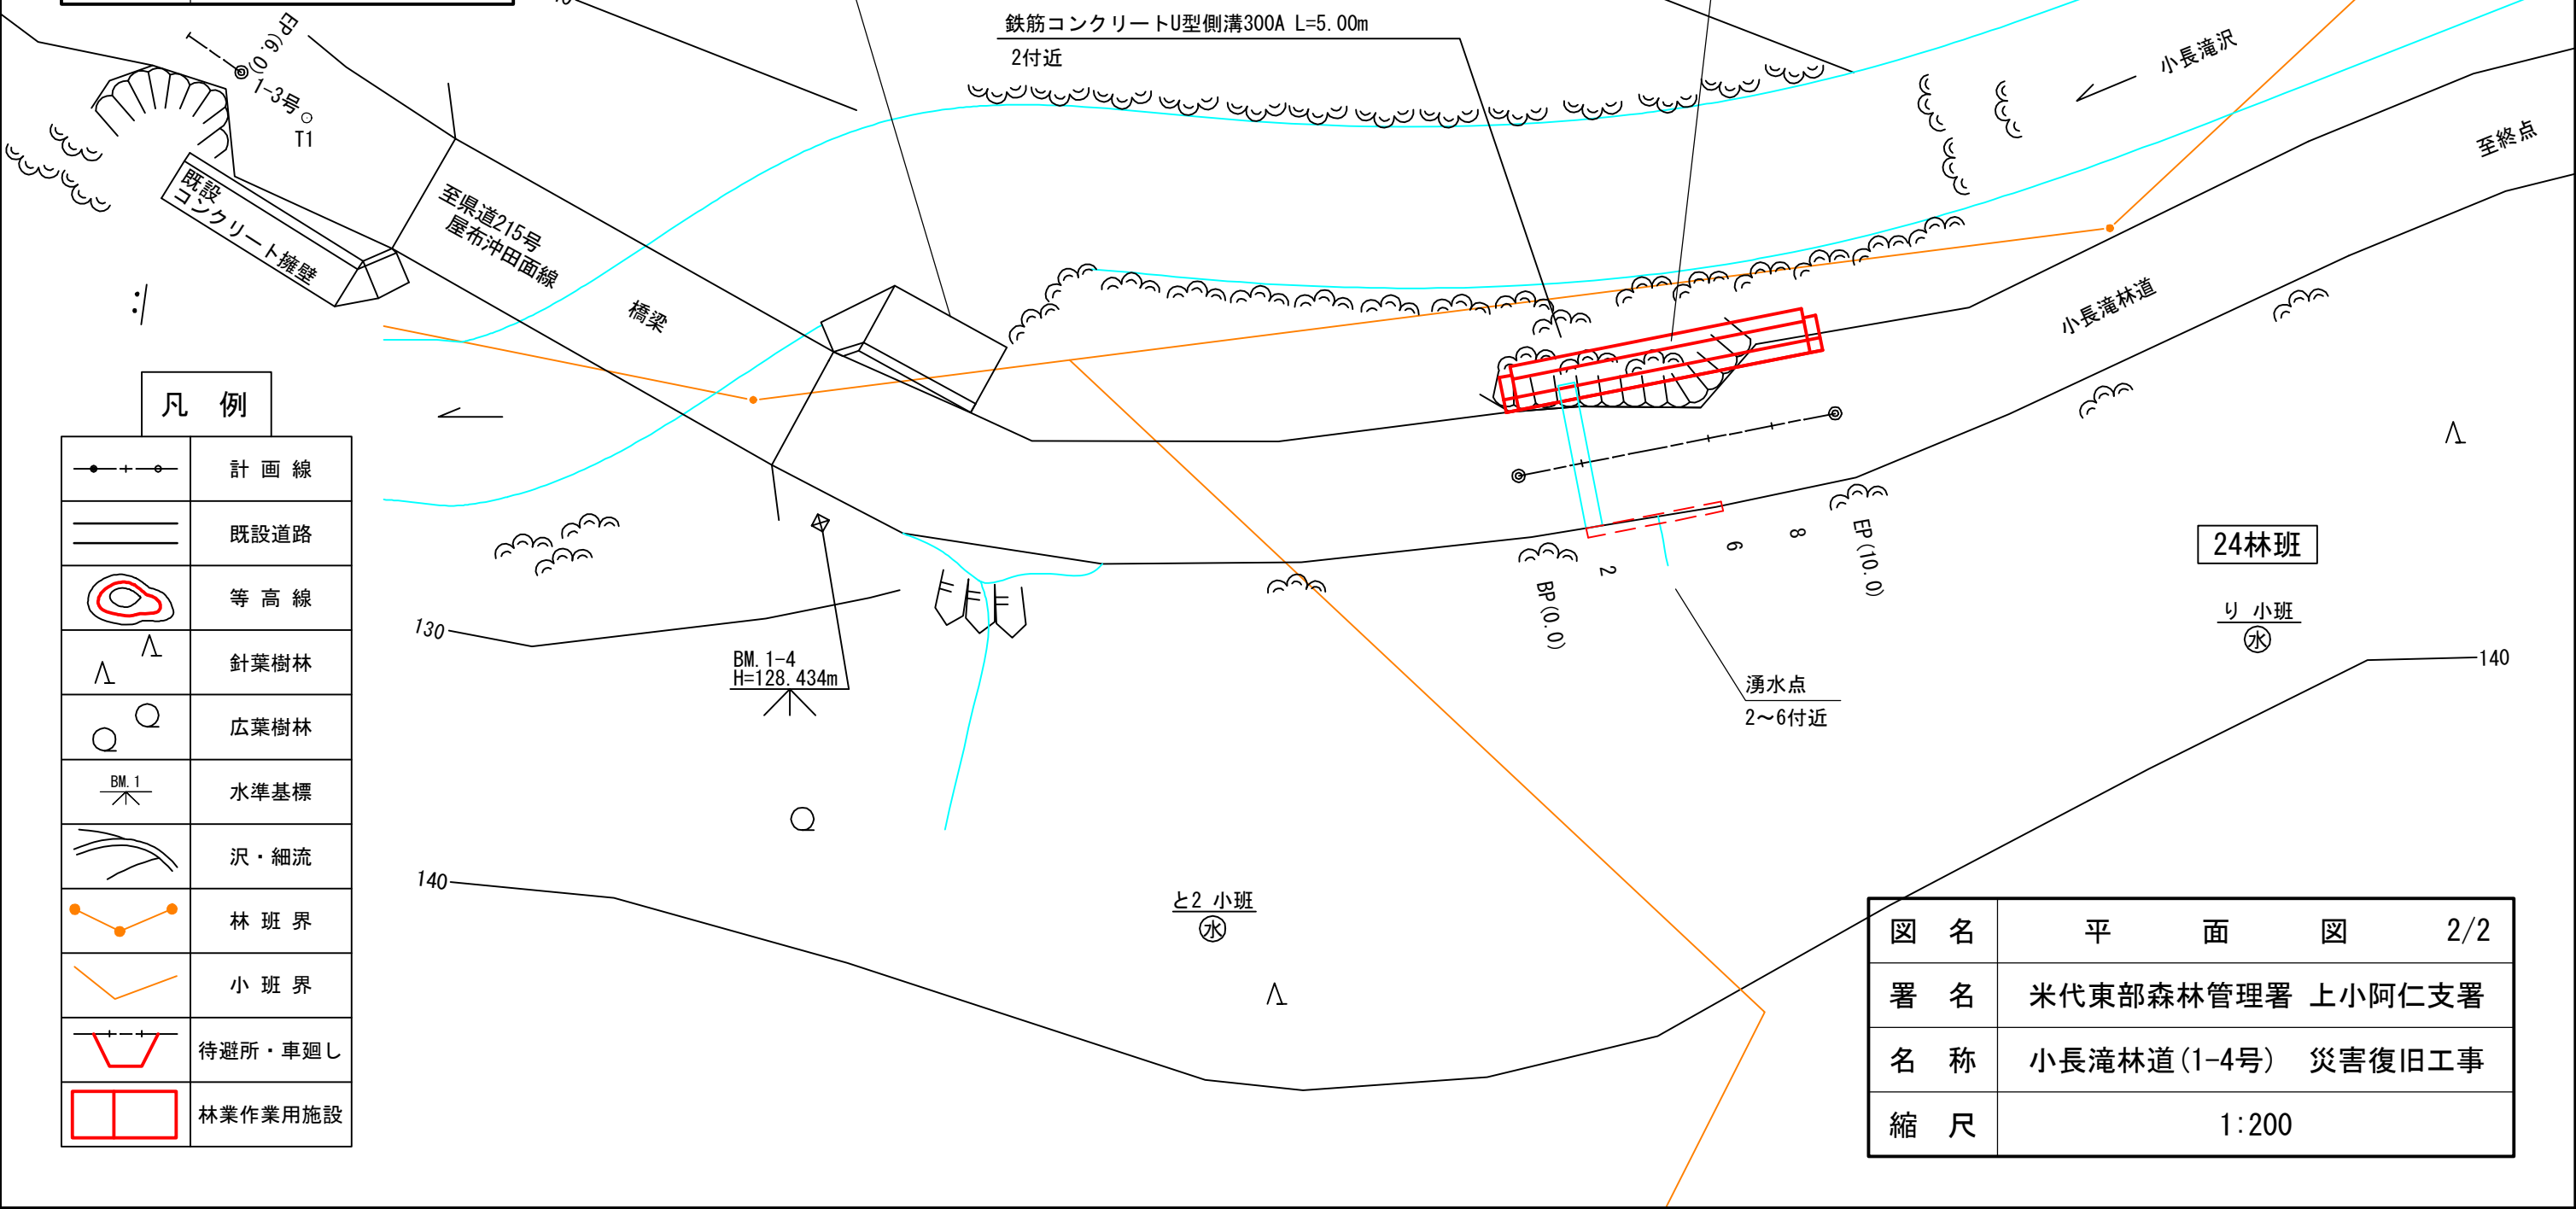 鉄筋コンクリートU型側溝300A L=5.00m
2付近
EP(6.0)
1-3号
T1
小長滝沢
至終点
既設
コンクリート擁壁
至県道215号
屋布沖田面線
橋梁
小長滝林道
凡 例
計 画 線
既設道路
等 高 線
針葉樹林
広葉樹林
BM.1
水準基標
沢・細流
林 班 界
小 班 界
待避所・車廻し
林業作業用施設
130
BM.1-4
H=128.434m
BP(0.0)
2
6
8
EP(10.0)
24林班
り 小班
水
140
湧水点
2～6付近
140
と2 小班
水
図 名 平 面 図 2/2
署 名 米代東部森林管理署 上小阿仁支署
名 称 小長滝林道(1-4号) 災害復旧工事
縮 尺 1:200